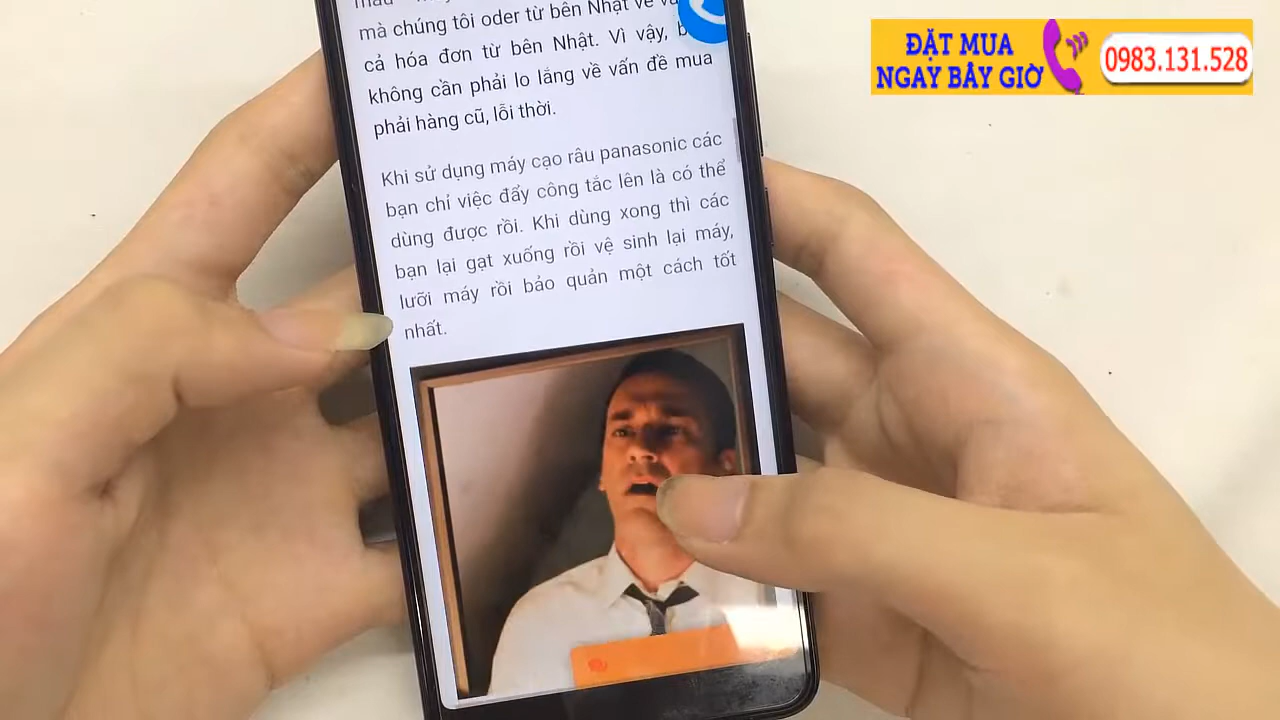 mà chúng tôi oder từ bên Nhật về
cả hóa đơn từ bên Nhật. Vì vậy,
không cần phải lo lắng về vấn đề mua
phải hàng cũ, lỗi thời.
Khi sử dụng máy cạo râu panasonic các
bạn chỉ việc đẩy công tắc lên là có thể
dùng được rồi. Khi dùng xong thì các
bạn lại gạt xuống rồi vệ sinh lại máy,
lưỡi máy rồi bảo quản một cách tốt
nhất.
ĐẶT MUA
NGAY BÂY GIỜ
0983.131.528